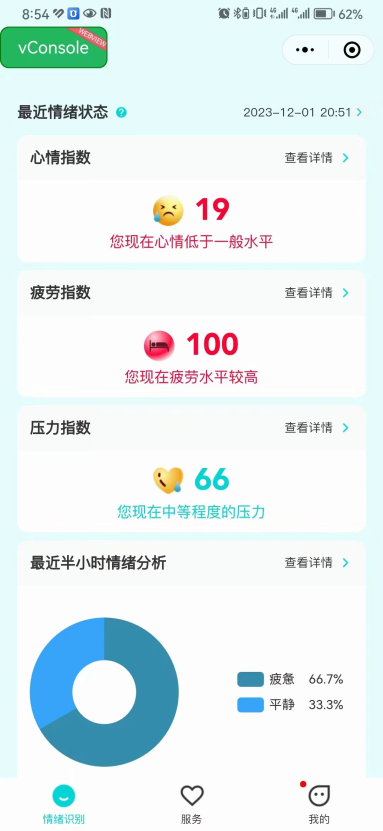 8:54
62%
vConsole
WEBVIEW
最近情绪状态
2023-12-01 20:51
心情指数
查看详情
19
您现在心情低于一般水平
疲劳指数
查看详情
100
您现在疲劳水平较高
压力指数
查看详情
66
您现在中等程度的压力
最近半小时情绪分析
查看详情
疲惫 66.7%
平静 33.3%
情绪识别
服务
我的